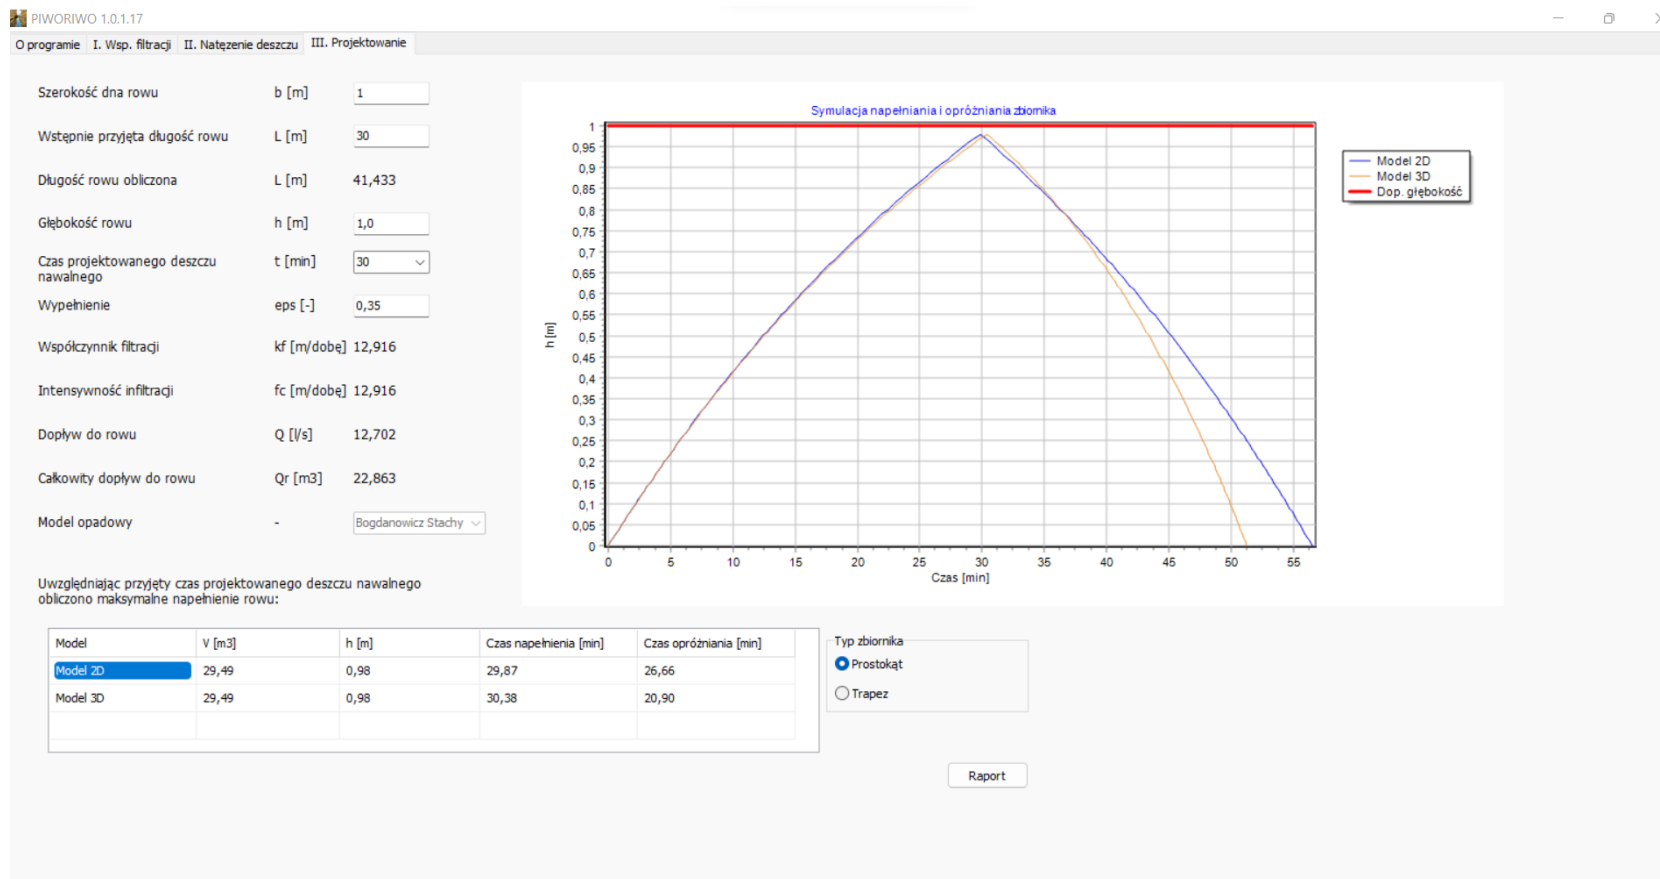 PIWORIWO 1.0.1.17
O programie I. Wsp. filtracji II. Natęzenie deszczu III. Projektowanie
Szerokość dna rowu b [m] 1
Wstępnie przyjęta długość rowu L [m] 30
Długość rowu obliczona L [m] 41,433
Głębokość rowu h [m] 1,0
Czas projektowanego deszczu nawalnego t [min] 30
Wypełnienie eps [-] 0,35
Współczynnik filtracji kf [m/dobę] 12,916
Intensywność infiltracji fc [m/dobę] 12,916
Dopływ do rowu Q [l/s] 12,702
Całkowity dopływ do rowu Qr [m3] 22,863
Model opadowy - Bogdanowicz Stachy
Symulacja napełniania i opróżniania zbiornika
1
0,95
0,9
0,85
0,8
0,75
0,7
0,65
0,6
0,55
0,5
0,45
0,4
0,35
0,3
0,25
0,2
0,15
0,1
0,05
0
h [m]
0 5 10 15 20 25 30 35 40 45 50 55
Czas [min]
Model 2D
Model 3D
Dop. głębokość
Uwzględniając przyjęty czas projektowanego deszczu nawalnego
obliczono maksymalne napełnienie rowu:
Model V [m3] h [m] Czas napełnienia [min] Czas opróżniania [min]
Model 2D 29,49 0,98 29,87 26,66
Model 3D 29,49 0,98 30,38 20,90
Typ zbiornika
Prostokąt
Trapez
Raport